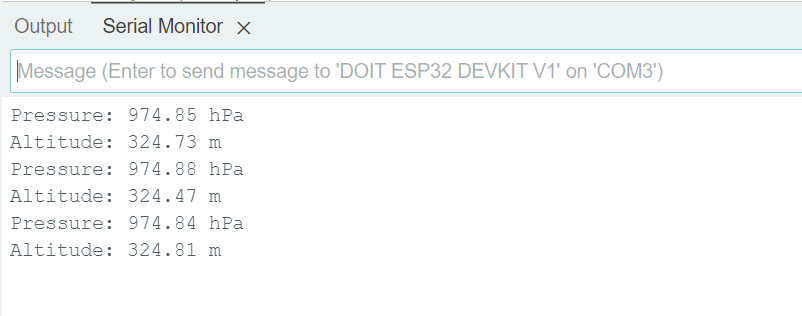 Output Serial Monitor
Message (Enter to send message to 'DOIT ESP32 DEVKIT V1' on 'COM3')
Pressure: 974.85 hPa
Altitude: 324.73 m
Pressure: 974.88 hPa
Altitude: 324.47 m
Pressure: 974.84 hPa
Altitude: 324.81 m